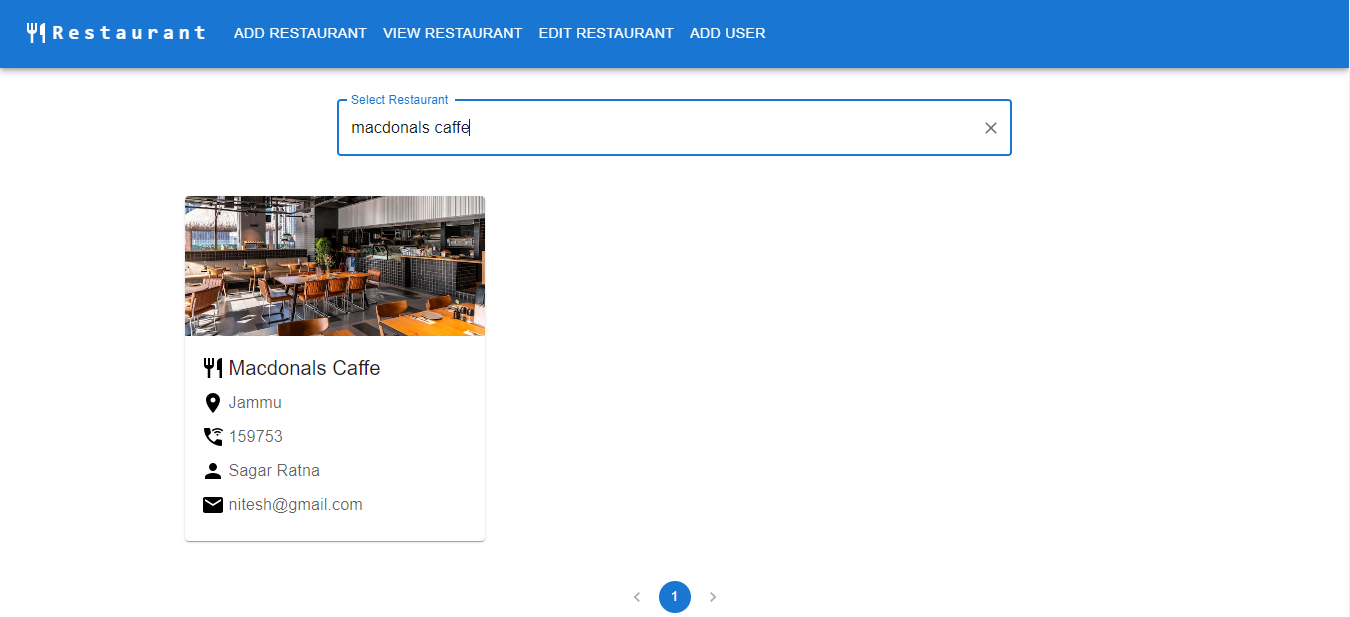 Restaurant ADD RESTAURANT VIEW RESTAURANT EDIT RESTAURANT ADD USER
Select Restaurant
macdonals caffe
Macdonals Caffe
Jammu
159753
Sagar Ratna
nitesh@gmail.com
1